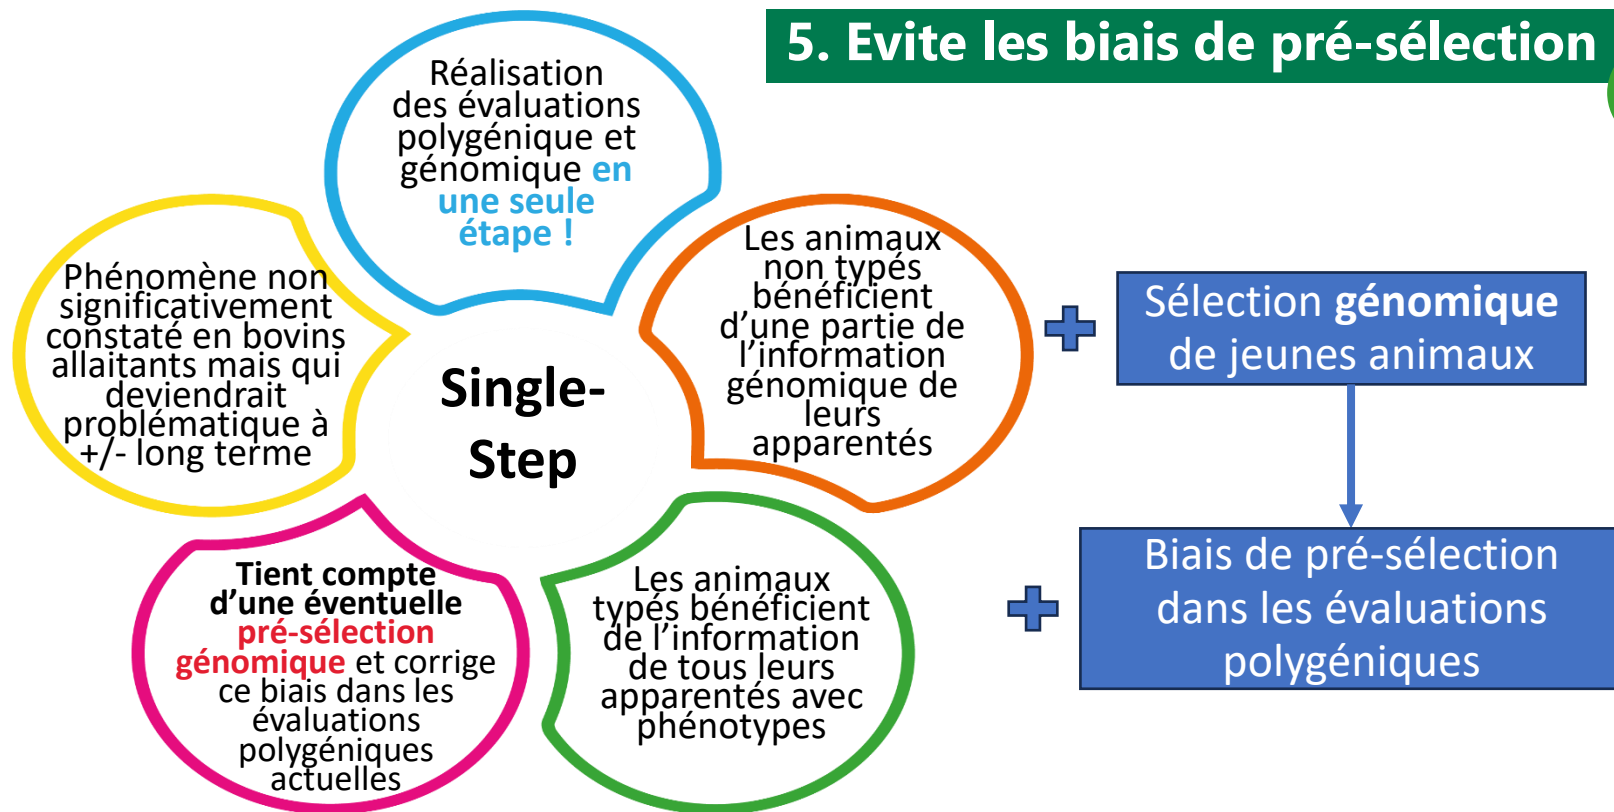 5. Evite les biais de pré-sélection
Réalisation
des évaluations
polygénique et
génomique en
une seule
étape !
Phénomène non
significativement
constaté en bovins
allaitants mais qui
deviendrait
problématique à
+/- long terme
Single-
Step
Les animaux
non typés
bénéficient
d’une partie de
l’information
génomique de
leurs
apparentés
Sélection génomique
de jeunes animaux
Tient compte
d’une éventuelle
pré-sélection
génomique et corrige
ce biais dans les
évaluations
polygéniques
actuelles
Les animaux
typés bénéficient
de l’information
de tous leurs
apparentés avec
phénotypes
Biais de pré-sélection
dans les évaluations
polygéniques